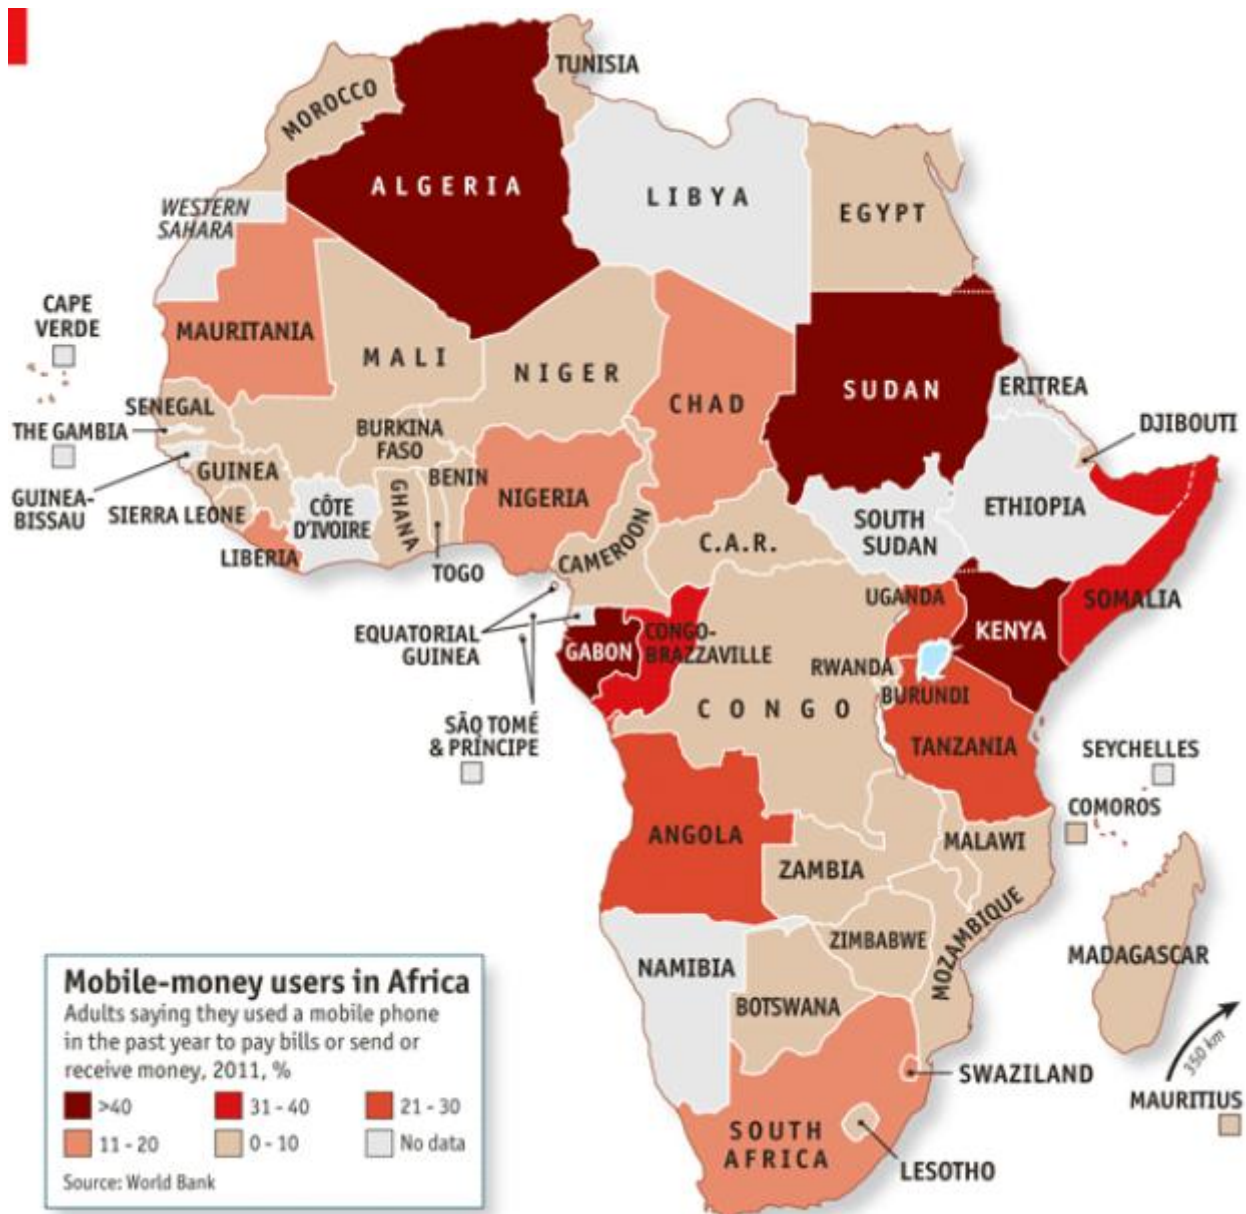 TUNISIA
MOROCCO
ALGERIA
LIBYA
EGYPT
WESTERN
SAHARA
CAPE
VERDE
MAURITANIA
MALI
NIGER
CHAD
SUDAN
ERITREA
SENEGAL
THE GAMBIA
BURKINA
FASO
DJIBOUTI
GUINEA
BENIN
NIGERIA
GUINEA-
BISSAU
SIERRA LEONE
CÔTE
D'IVOIRE
GHANA
ETHIOPIA
SOUTH
SUDAN
LIBERIA
TOGO
CAMEROON
C.A.R.
UGANDA
SOMALIA
EQUATORIAL
GUINEA
GABON
CONGO-
BRAZZAVILLE
KENYA
RWANDA
BURUNDI
CONGO
SÃO TOMÉ
& PRÍNCIPE
TANZANIA
SEYCHELLES
COMOROS
ANGOLA
MALAWI
ZAMBIA
MOZAMBIQUE
ZIMBABWE
MADAGASCAR
NAMIBIA
BOTSWANA
350 km
SWAZILAND
MAURITIUS
SOUTH
AFRICA
LESOTHO
Mobile-money users in Africa
Adults saying they used a mobile phone
in the past year to pay bills or send or
receive money, 2011, %
>40 31 - 40 21 - 30
11 - 20 0 - 10 No data
Source: World Bank